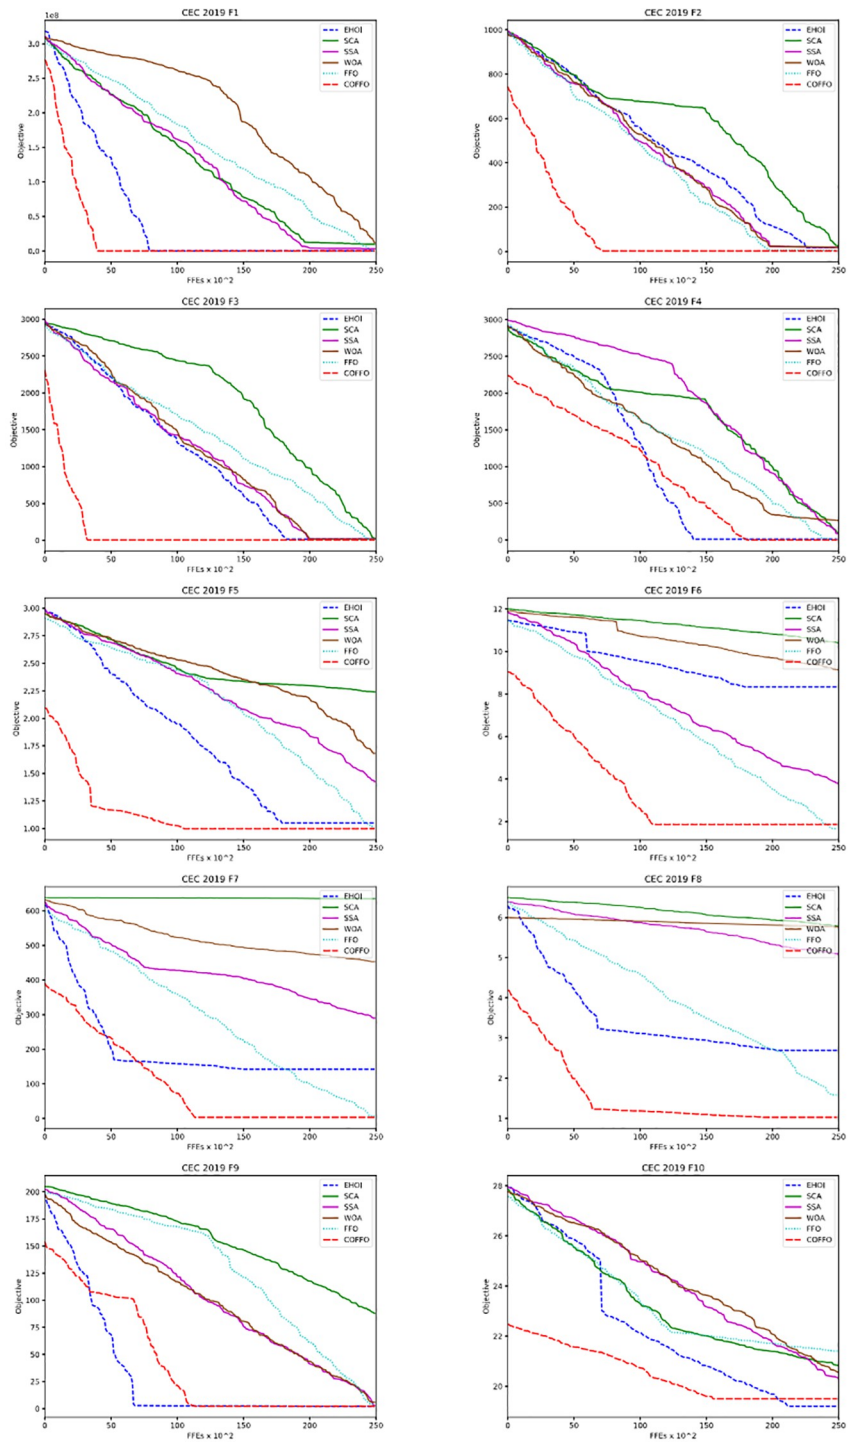 CEC 2019 F1
1e8
3.0
2.5
2.0
1.5
1.0
0.5
0.0
Objective
0 50 100 150 200 250
FFEs x 10^2
EHOI
SCA
SSA
WOA
FFO
COFFO
CEC 2019 F2
1000
800
600
400
200
0
Objective
0 50 100 150 200 250
FFEs x 10^2
EHOI
SCA
SSA
WOA
FFO
COFFO
CEC 2019 F3
3000
2500
2000
1500
1000
500
0
Objective
0 50 100 150 200 250
FFEs x 10^2
EHOI
SCA
SSA
WOA
FFO
COFFO
CEC 2019 F4
3000
2500
2000
1500
1000
500
0
Objective
0 50 100 150 200 250
FFEs x 10^2
EHOI
SCA
SSA
WOA
FFO
COFFO
CEC 2019 F5
3.00
2.75
2.50
2.25
2.00
1.75
1.50
1.25
1.00
Objective
0 50 100 150 200 250
FFEs x 10^2
EHOI
SCA
SSA
WOA
FFO
COFFO
CEC 2019 F6
12
10
8
6
4
2
Objective
0 50 100 150 200 250
FFEs x 10^2
EHOI
SCA
SSA
WOA
FFO
COFFO
CEC 2019 F7
600
500
400
300
200
100
0
Objective
0 50 100 150 200 250
FFEs x 10^2
EHOI
SCA
SSA
WOA
FFO
COFFO
CEC 2019 F8
6
5
4
3
2
1
Objective
0 50 100 150 200 250
FFEs x 10^2
EHOI
SCA
SSA
WOA
FFO
COFFO
CEC 2019 F9
200
175
150
125
100
75
50
25
0
Objective
0 50 100 150 200 250
FFEs x 10^2
EHOI
SCA
SSA
WOA
FFO
COFFO
CEC 2019 F10
28
26
24
22
20
Objective
0 50 100 150 200 250
FFEs x 10^2
EHOI
SCA
SSA
WOA
FFO
COFFO